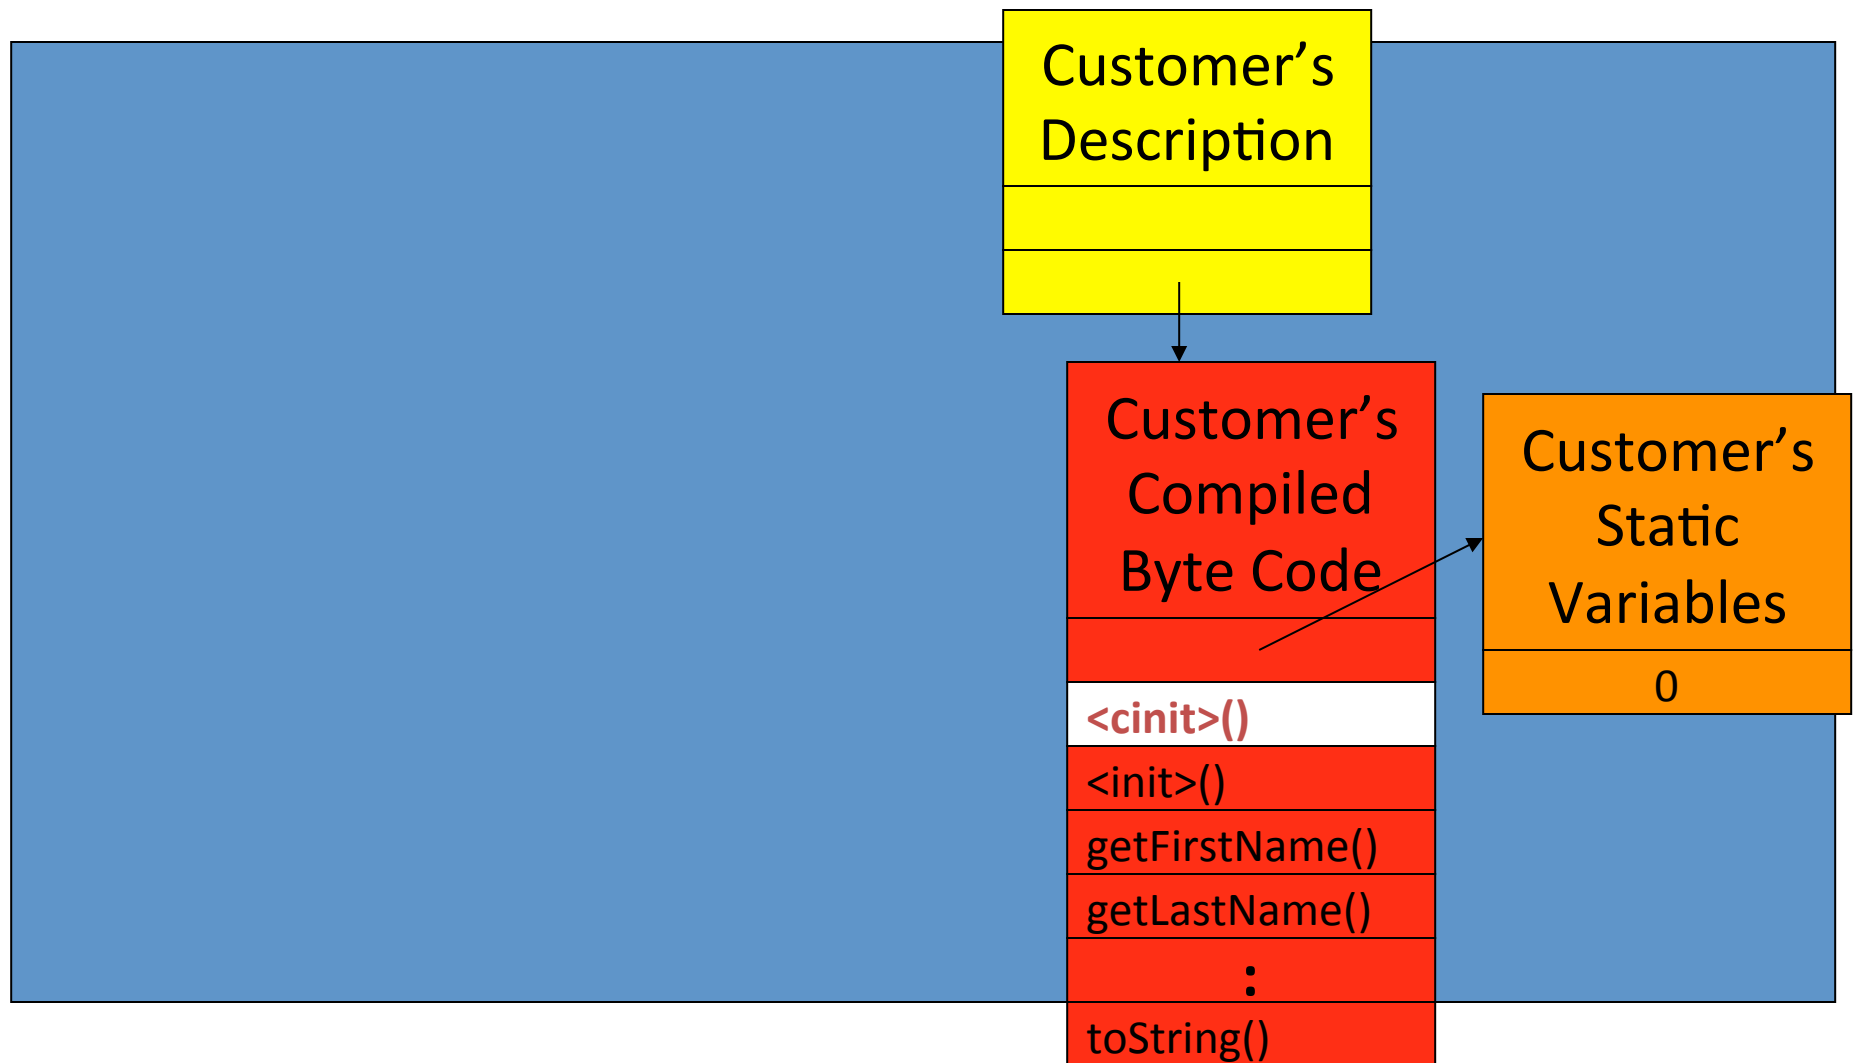 Customer’s
Description
Customer’s
Compiled
Byte Code
<cinit>()
<init>()
getFirstName()
getLastName()
:
toString()
Customer’s
Static
Variables
0